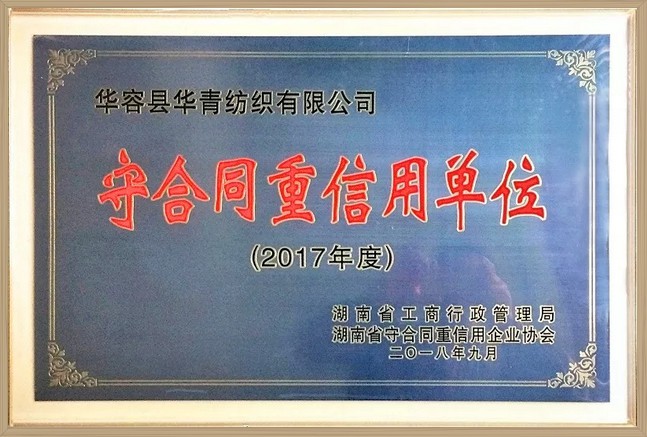 华容县华青纺织有限公司
守合同重信用单位
(2017年度)
湖南省工商行政管理局
湖南省守合同重信用企业协会
二〇一八年九月